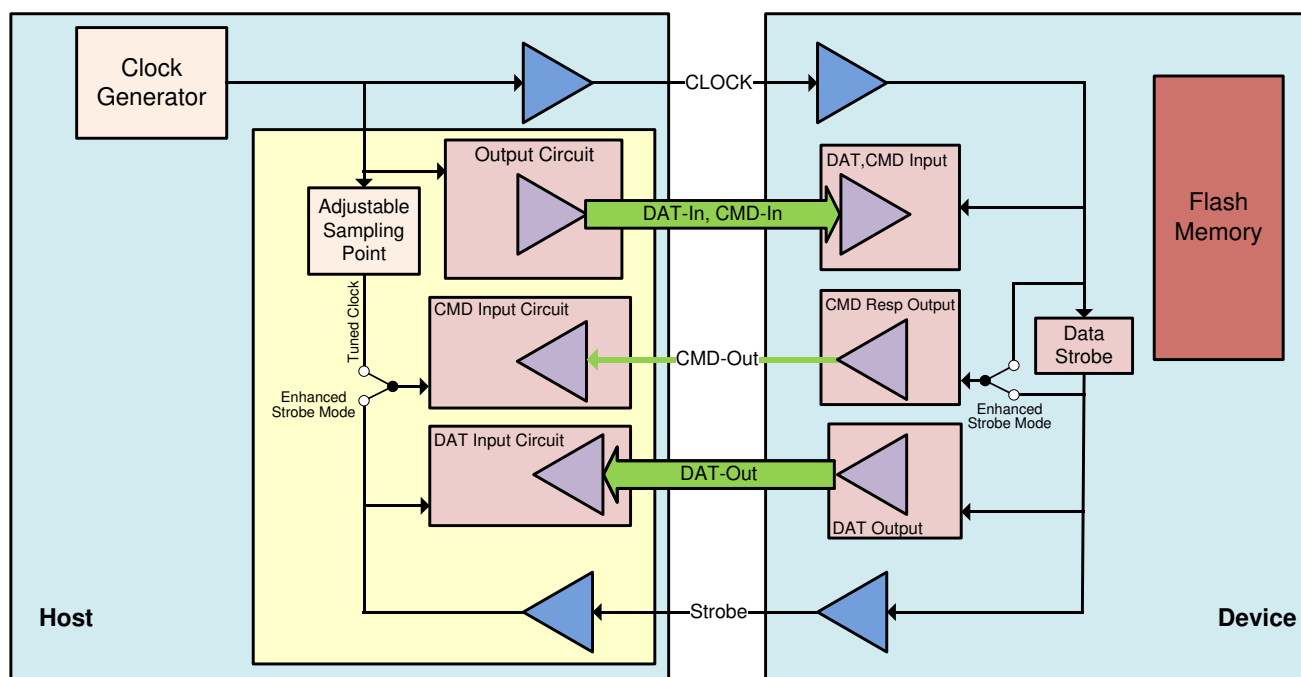 Clock
Generator
CLOCK
Output Circuit
DAT,CMD Input
Flash
Memory
Adjustable
Sampling
Point
DAT-In, CMD-In
Tuned Clock
CMD Input Circuit
CMD Resp Output
Data
Strobe
CMD-Out
Enhanced
Strobe Mode
Enhanced
Strobe Mode
DAT Input Circuit
DAT-Out
DAT Output
Strobe
Host
Device